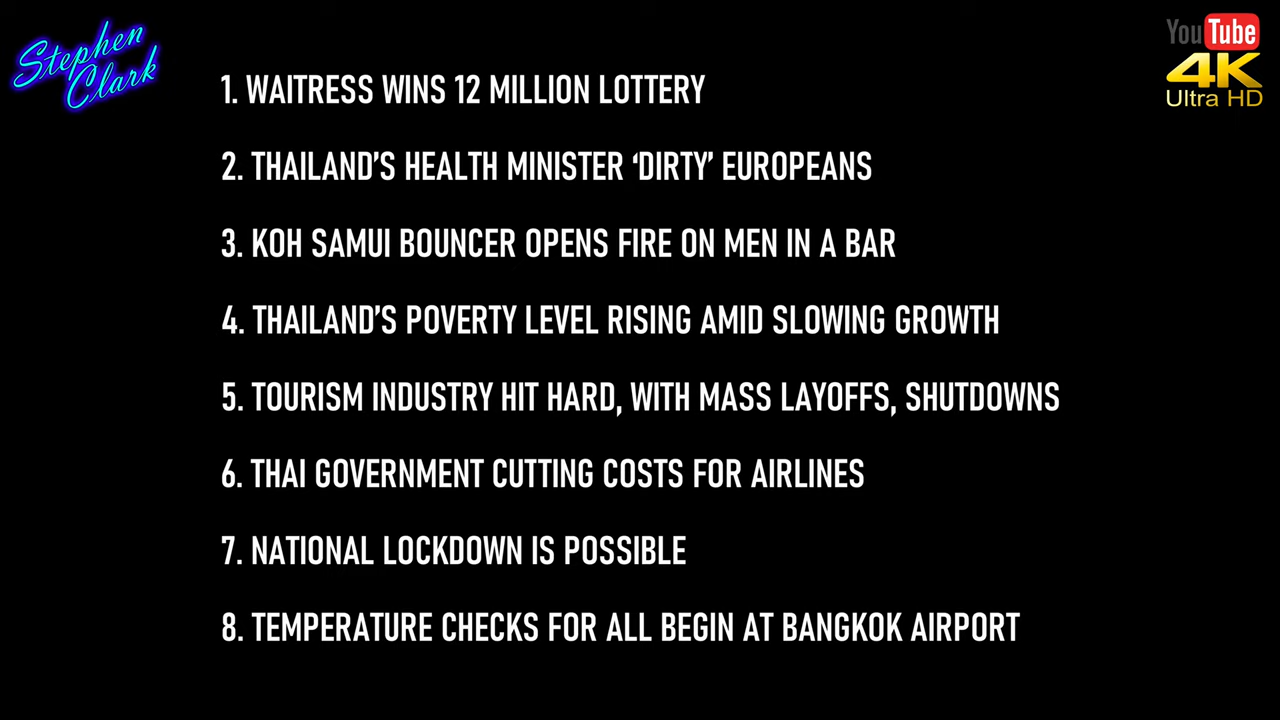 Stephen
Clark
YouTube
4K
Ultra HD
1. WAITRESS WINS 12 MILLION LOTTERY
2. THAILAND’S HEALTH MINISTER ‘DIRTY’ EUROPEANS
3. KOH SAMUI BOUNCER OPENS FIRE ON MEN IN A BAR
4. THAILAND’S POVERTY LEVEL RISING AMID SLOWING GROWTH
5. TOURISM INDUSTRY HIT HARD, WITH MASS LAYOFFS, SHUTDOWNS
6. THAI GOVERNMENT CUTTING COSTS FOR AIRLINES
7. NATIONAL LOCKDOWN IS POSSIBLE
8. TEMPERATURE CHECKS FOR ALL BEGIN AT BANGKOK AIRPORT